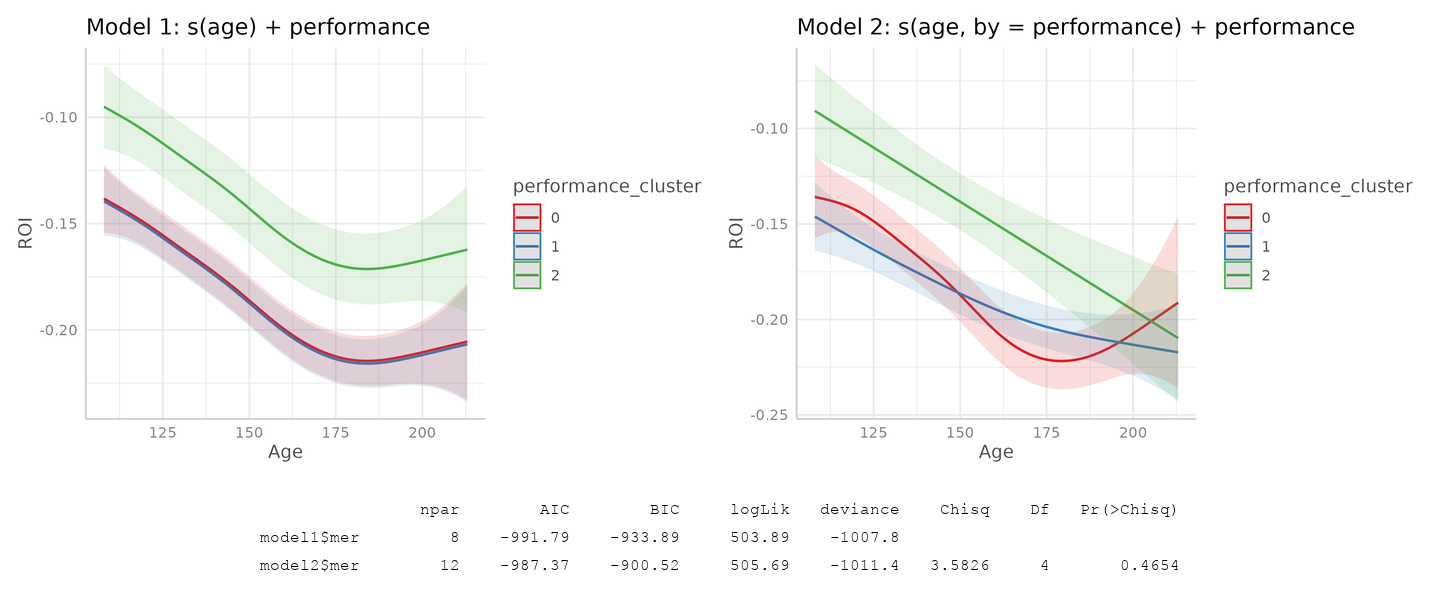 Model 1: s(age) + performance
-0.10
-0.15
-0.20
ROI
125 150 175 200
Age
performance_cluster
0
1
2
Model 2: s(age, by = performance) + performance
-0.10
-0.15
-0.20
-0.25
ROI
125 150 175 200
Age
performance_cluster
0
1
2
npar AIC BIC logLik deviance Chisq Df Pr(>Chisq)
model1$mer 8 -991.79 -933.89 503.89 -1007.8
model2$mer 12 -987.37 -900.52 505.69 -1011.4 3.5826 4 0.4654